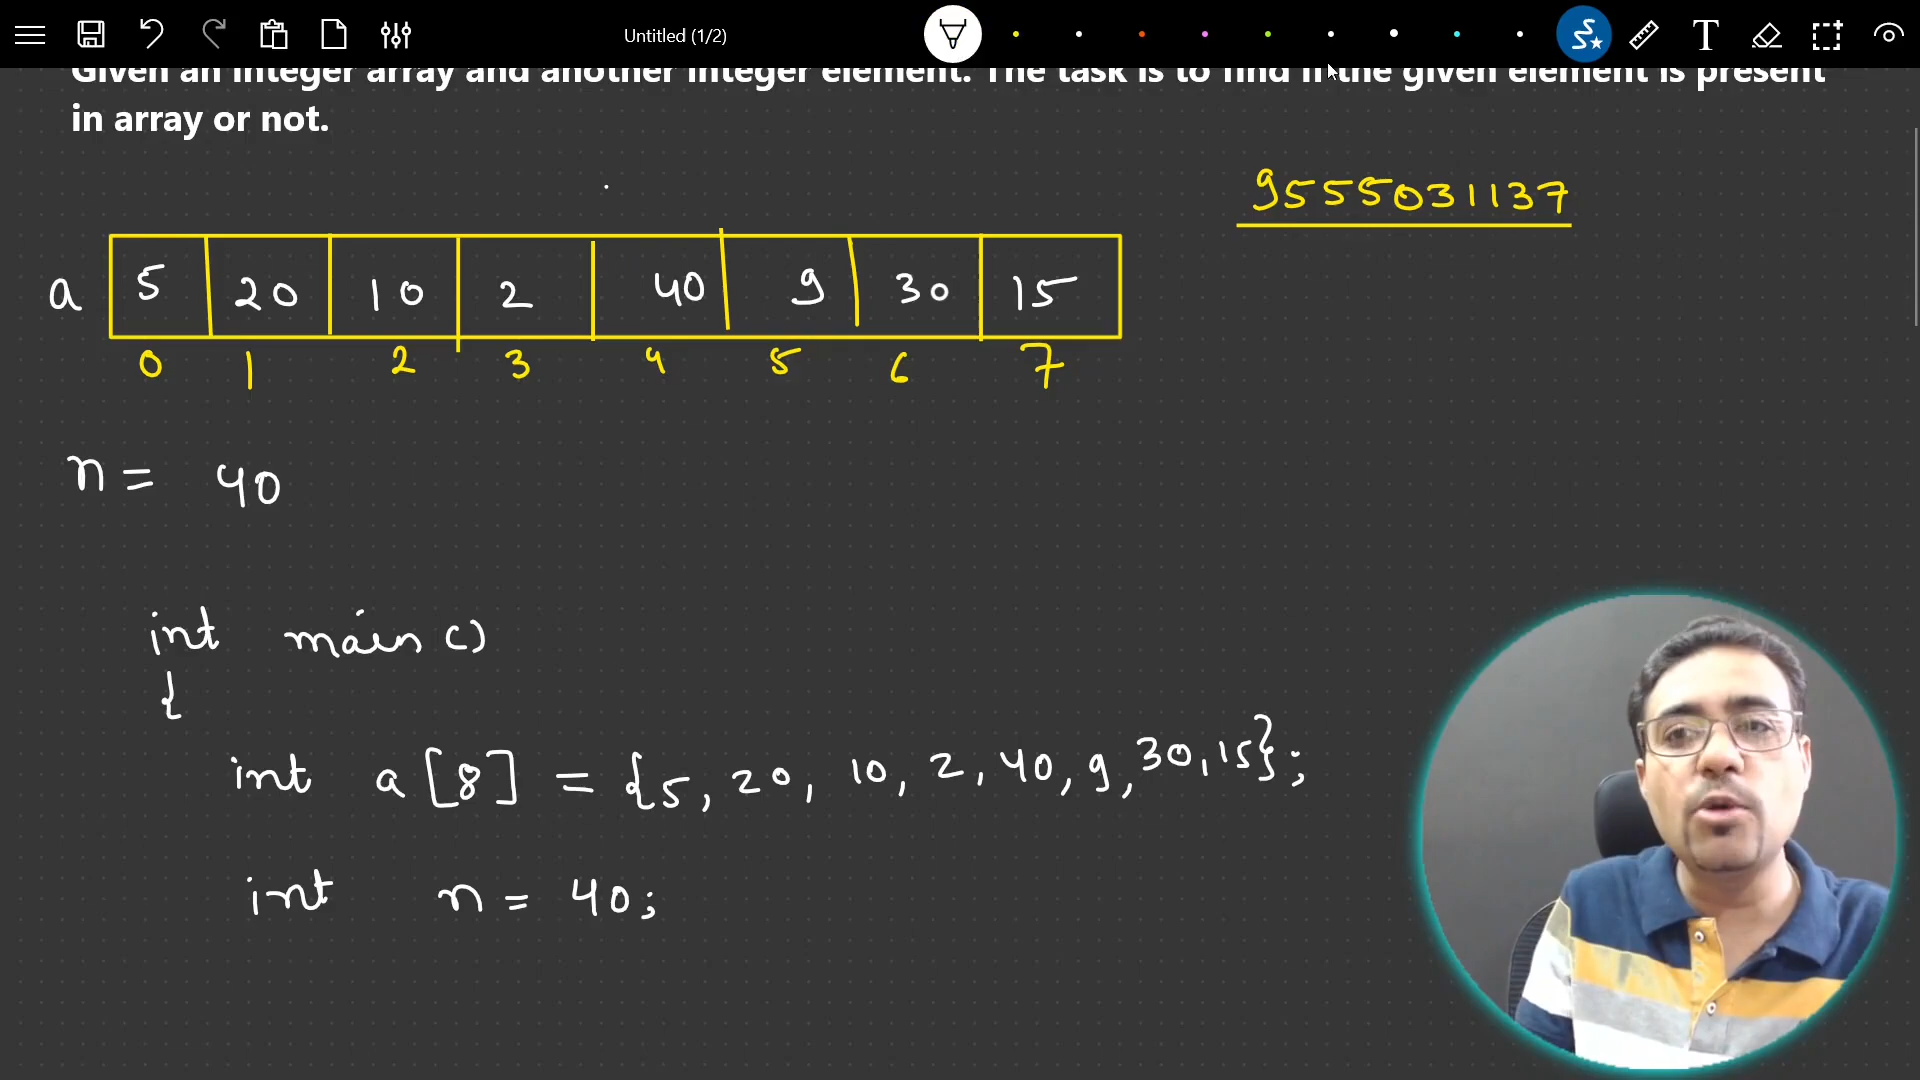 Untitled (1/2)
Given an integer array and another integer element. The task is to find if the given element is present
in array or not.
9555031137
a 5 20 10 2 40 9 30 15
0 1 2 3 4 5 6 7
n = 40
int main()
{
int a[8] = {5, 20, 10, 2, 40, 9, 30, 15};
int n = 40;